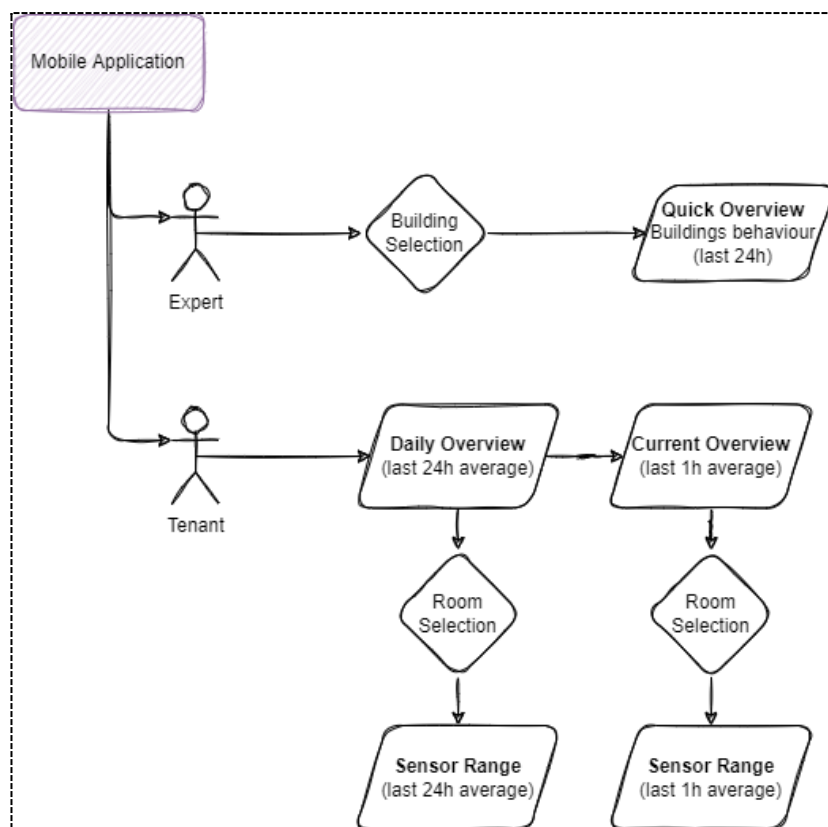 Mobile Application
Building
Selection
Quick Overview
Buildings behaviour
(last 24h)
Expert
Daily Overview
(last 24h average)
Current Overview
(last 1h average)
Tenant
Room
Selection
Room
Selection
Sensor Range
(last 24h average)
Sensor Range
(last 1h average)